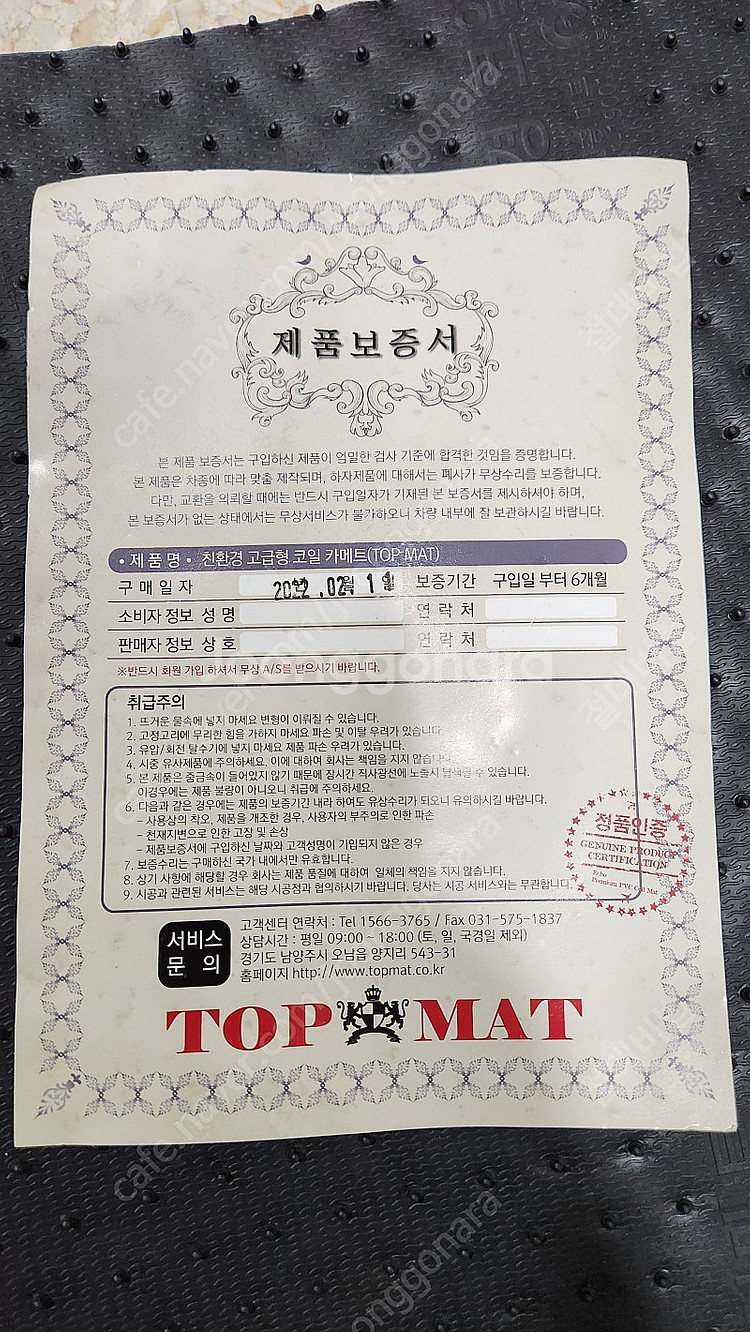 제품보증서
본 제품 보증서는 구입하신 제품이 엄밀한 검사 기준에 합격한 것임을 증명합니다.
본 제품은 차종에 따라 맞춤 제작되며, 하자제품에 대해서는 폐사가 무상수리를 보증합니다.
다만, 교환을 의뢰할 때에는 반드시 구입일자가 기재된 본 보증서를 제시하셔야 하며,
본 보증서가 없는 상태에서는 무상서비스가 불가하오니 차량 내부에 잘 보관하시길 바랍니다.
• 제 품 명 • 친환경 고급형 코일 카메트(TOP MAT)
구 매 일 자 2022 .02월 1 일 보증기간 구입일 부터 6개월
소비자 정보 성 명 연 락 처
판매자 정보 상 호 연 락 처
※반드시 회원 가입 하셔서 무상 A/S를 받으시기 바랍니다.
취급주의
1. 뜨거운 물속에 넣지 마세요 변형이 이뤄질 수 있습니다.
2. 고정고리에 무리한 힘을 가하지 마세요 파손 및 이탈 우려가 있습니다
3. 유압/회전 탈수기에 넣지 마세요 제품 파손 우려가 있습니다.
4. 시중 유사제품에 주의하세요. 이에 대하여 회사는 책임을 지지 않습니다.
5. 본 제품은 중금속이 들어있지 않기 때문에 장시간 직사광선에 노출시 탈색될 수 있습니다.
이경우에는 제품 불량이 아니오니 취급에 주의하세요.
6. 다음과 같은 경우에는 제품의 보증기간 내라 하여도 유상수리가 되오니 유의하시길 바랍니다.
– 사용상의 착오, 제품을 개조한 경우, 사용자의 부주의로 인한 파손
– 천재지변으로 인한 고장 및 손상
– 제품보증서에 구입하신 날짜와 고객성명이 기입되지 않은 경우
7. 보증수리는 구매하신 국가 내에서만 유효합니다.
8. 상기 사항에 해당할 경우 회사는 제품 품질에 대하여 일체의 책임을 지지 않습니다.
9. 시공과 관련된 서비스는 해당 시공점과 협의하시기 바랍니다. 당사는 시공 서비스와는 무관합니다.
정품인증
GENUINE PRODUCT
CERTIFICATION
Echo
Premium PVC Coil Mat
서비스
문 의
고객센터 연락처 : Tel 1566-3765 / Fax 031-575-1837
상담시간 : 평일 09:00 ~ 18:00 (토, 일, 국경일 제외)
경기도 남양주시 오남읍 양지리 543-31
홈페이지 http://www.topmat.co.kr
TOP MAT